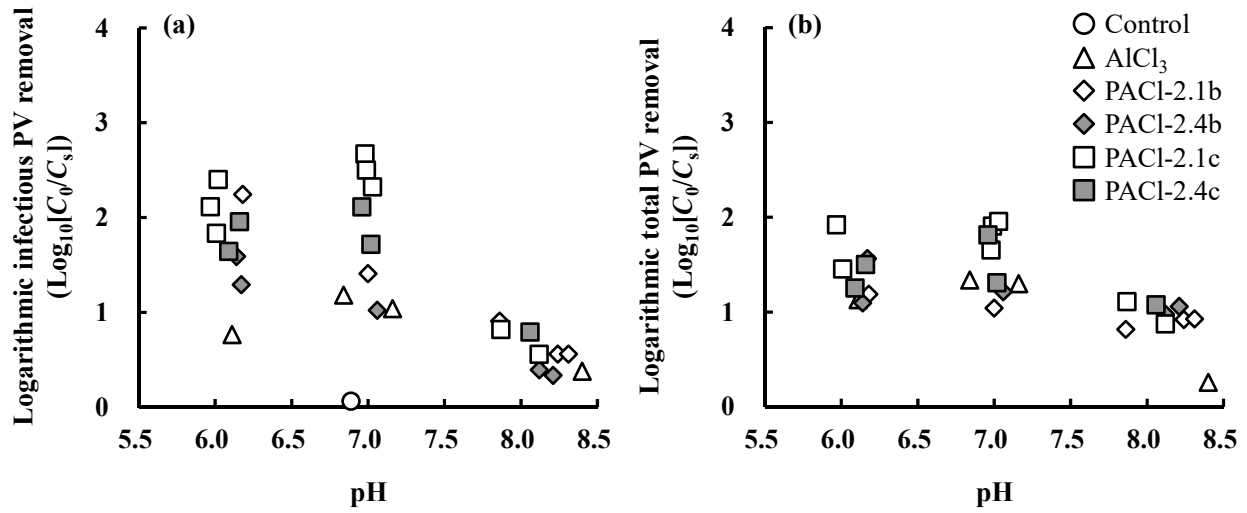 (a)
Logarithmic infectious PV removal
(Log10[C0/Cs])
4
3
2
1
0
5.5 6.0 6.5 7.0 7.5 8.0 8.5
pH
(b)
Logarithmic total PV removal
(Log10[C0/Cs])
4
3
2
1
0
5.5 6.0 6.5 7.0 7.5 8.0 8.5
pH
Control
AlCl3
PACl-2.1b
PACl-2.4b
PACl-2.1c
PACl-2.4c